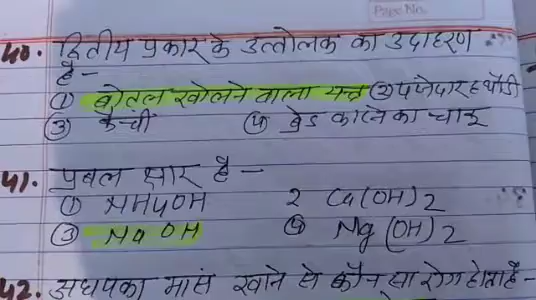 Page No.
40. द्वितीय प्रकार के उत्तोलक का उदाहरण
है -
① बोतल खोलने वाला यन्त्र ② पंजेदार हथौडी
③ कैंची ④ ब्रेड काटने का चाकू
41. प्रबल क्षार है -
① NH4OH 2 Ca(OH)2
③ NaOH ④ Mg(OH)2
42. अधपका मासं खाने से कौन सा रोग होता है -